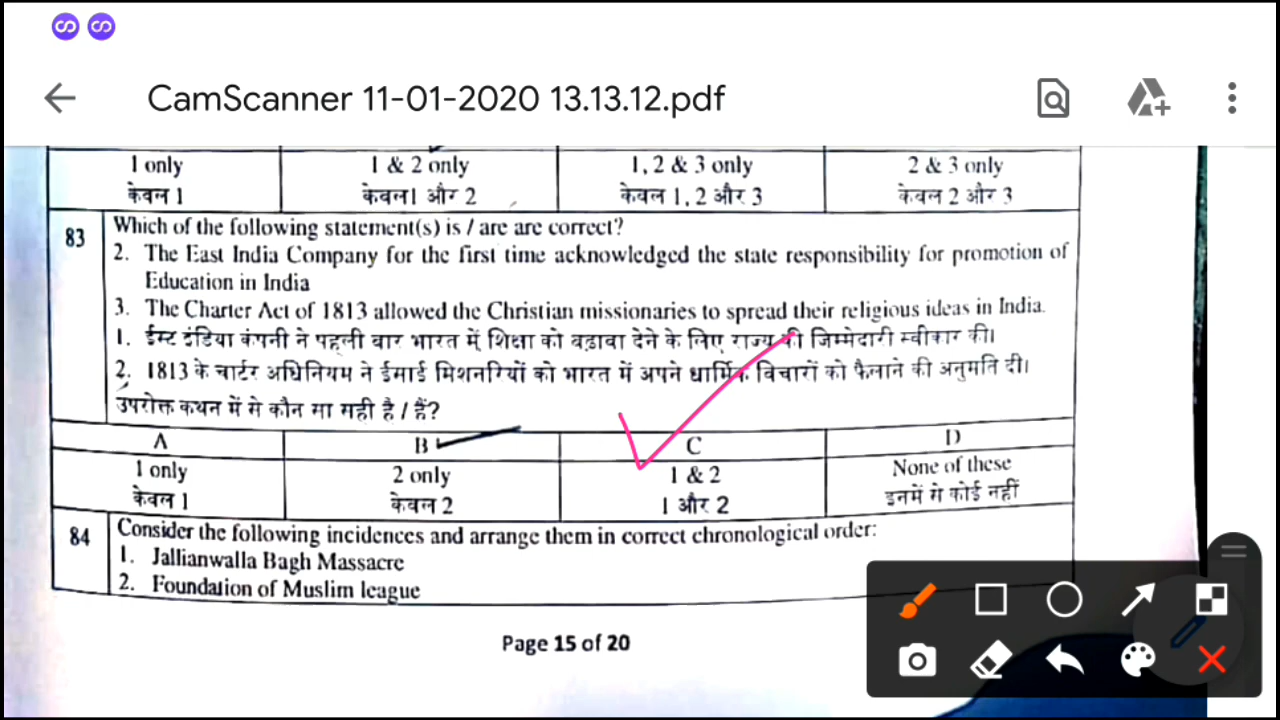 CamScanner 11-01-2020 13.13.12.pdf
1 only 1 & 2 only 1, 2 & 3 only 2 & 3 only
केवल 1 केवल1 और 2 केवल 1, 2 और 3 केवल 2 और 3
83 Which of the following statement(s) is / are are correct?
2. The East India Company for the first time acknowledged the state responsibility for promotion of
Education in India
3. The Charter Act of 1813 allowed the Christian missionaries to spread their religious ideas in India.
1. ईस्ट इंडिया कंपनी ने पहली बार भारत में शिक्षा को बढ़ावा देने के लिए राज्य की जिम्मेदारी स्वीकार की।
2. 1813 के चार्टर अधिनियम ने ईसाई मिशनरियों को भारत में अपने धार्मिक विचारों को फैलाने की अनुमति दी।
उपरोक्त कथन में से कौन सा सही है / हैं?
A B C D
1 only 2 only 1 & 2 None of these
केवल 1 केवल 2 1 और 2 इनमें से कोई नहीं
84 Consider the following incidences and arrange them in correct chronological order:
1. Jallianwalla Bagh Massacre
2. Foundation of Muslim league
Page 15 of 20